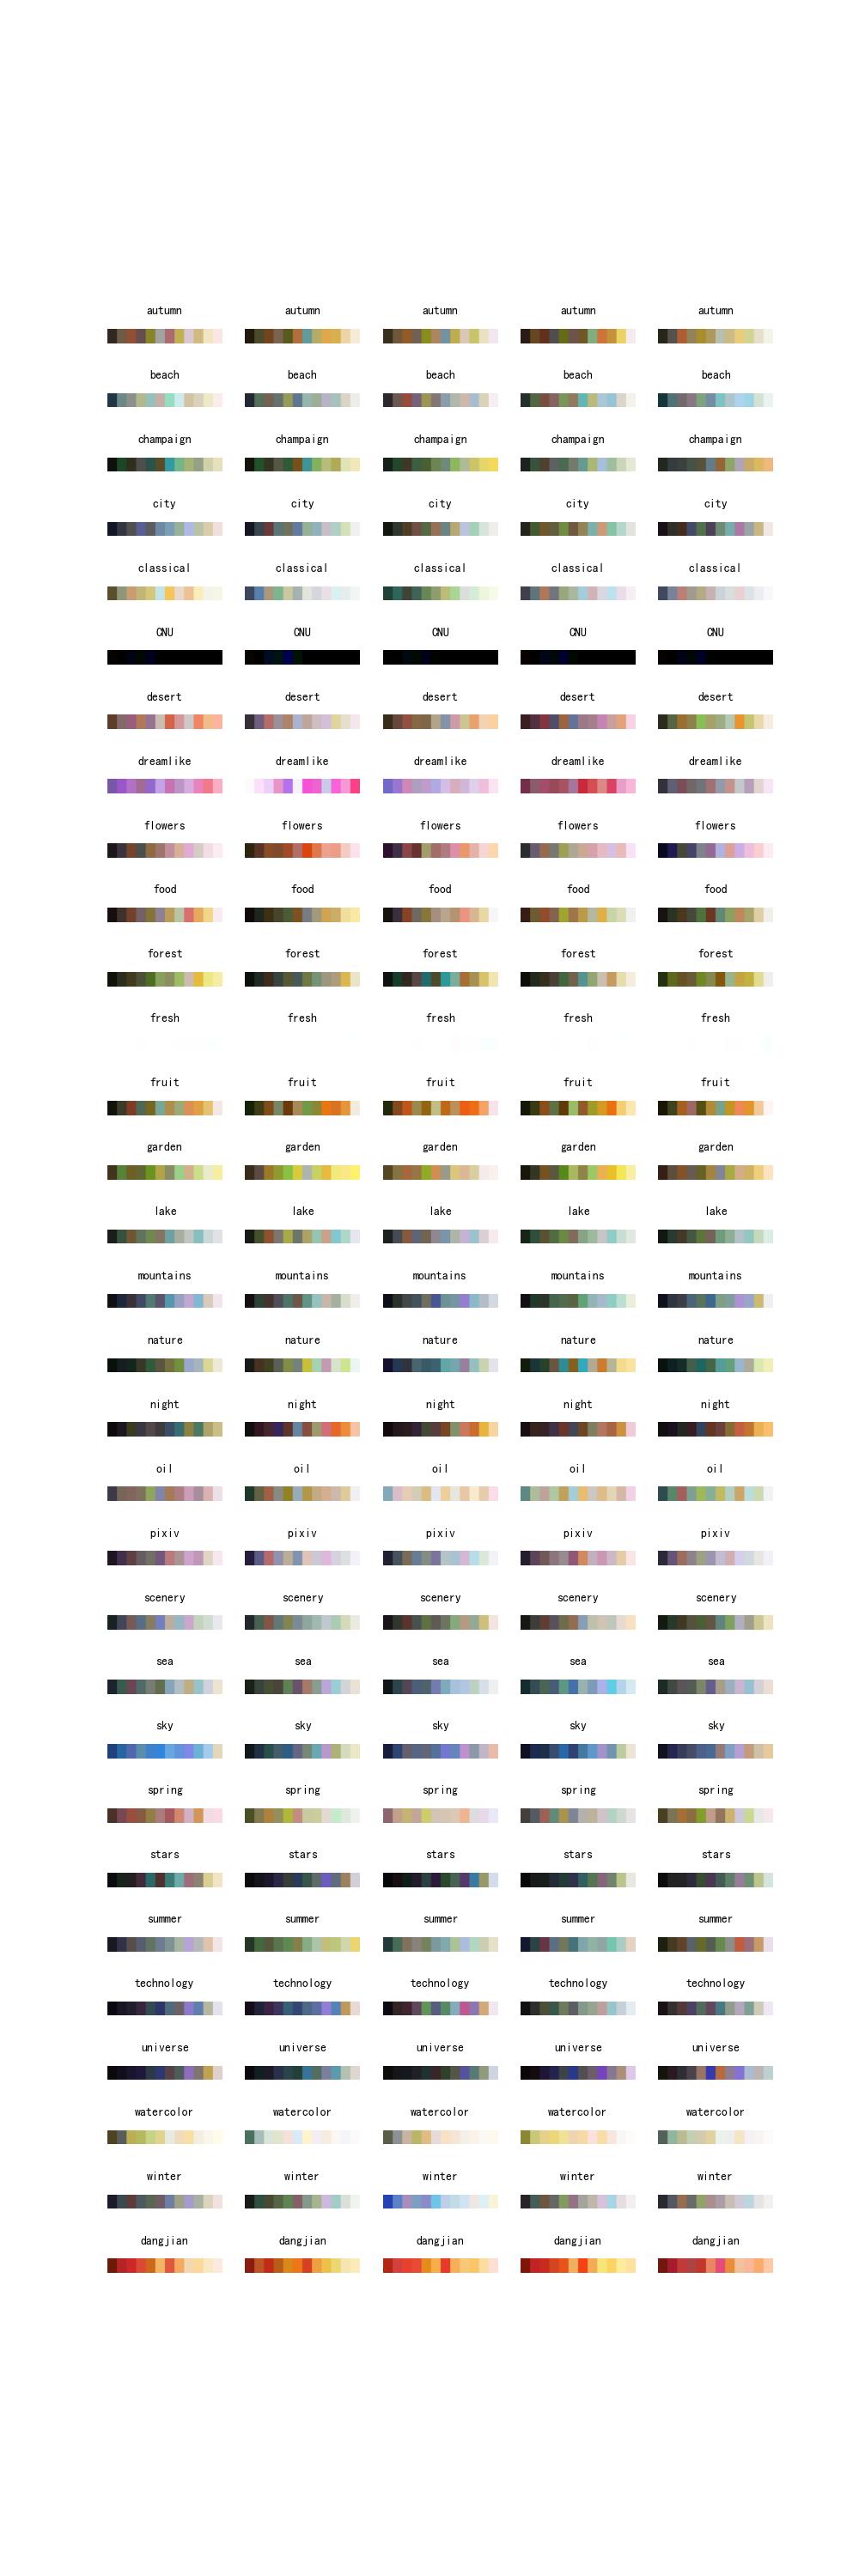 autumn autumn autumn autumn autumn
beach beach beach beach beach
champaign champaign champaign champaign champaign
city city city city city
classical classical classical classical classical
CNU CNU CNU CNU CNU
desert desert desert desert desert
dreamlike dreamlike dreamlike dreamlike dreamlike
flowers flowers flowers flowers flowers
food food food food food
forest forest forest forest forest
fresh fresh fresh fresh fresh
fruit fruit fruit fruit fruit
garden garden garden garden garden
lake lake lake lake lake
mountains mountains mountains mountains mountains
nature nature nature nature nature
night night night night night
oil oil oil oil oil
pixiv pixiv pixiv pixiv pixiv
scenery scenery scenery scenery scenery
sea sea sea sea sea
sky sky sky sky sky
spring spring spring spring spring
stars stars stars stars stars
summer summer summer summer summer
technology technology technology technology technology
universe universe universe universe universe
watercolor watercolor watercolor watercolor watercolor
winter winter winter winter winter
dangjian dangjian dangjian dangjian dangjian